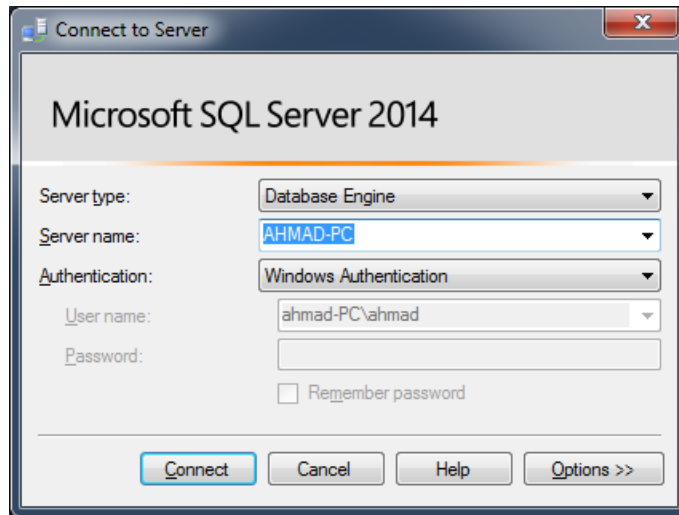 Connect to Server
Microsoft SQL Server 2014
Server type: Database Engine
Server name: AHMAD-PC
Authentication: Windows Authentication
User name: ahmad-PC\ahmad
Password:
Remember password
Connect Cancel Help Options >>